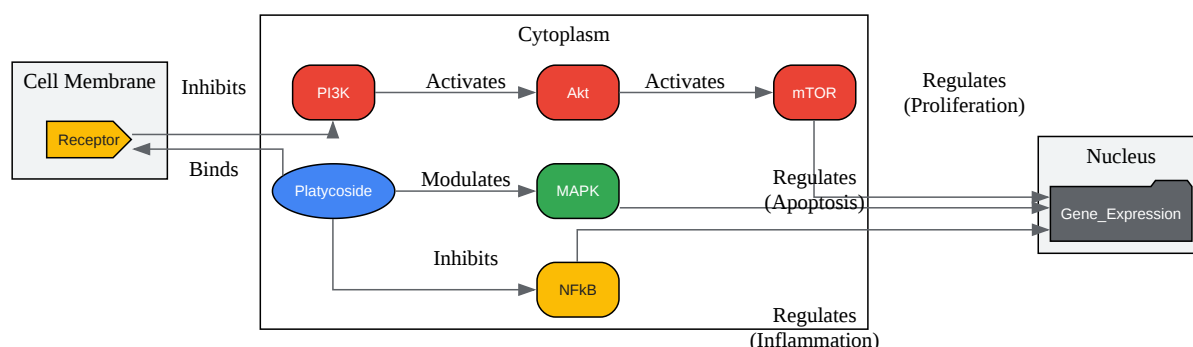 Cytoplasm
Cell Membrane
Inhibits
PI3K
Activates
Akt
Activates
mTOR
Regulates
(Proliferation)
Receptor
Binds
Platycoside
Modulates
MAPK
Regulates
(Apoptosis)
Nucleus
Gene_Expression
Inhibits
NFkB
Regulates
(Inflammation)